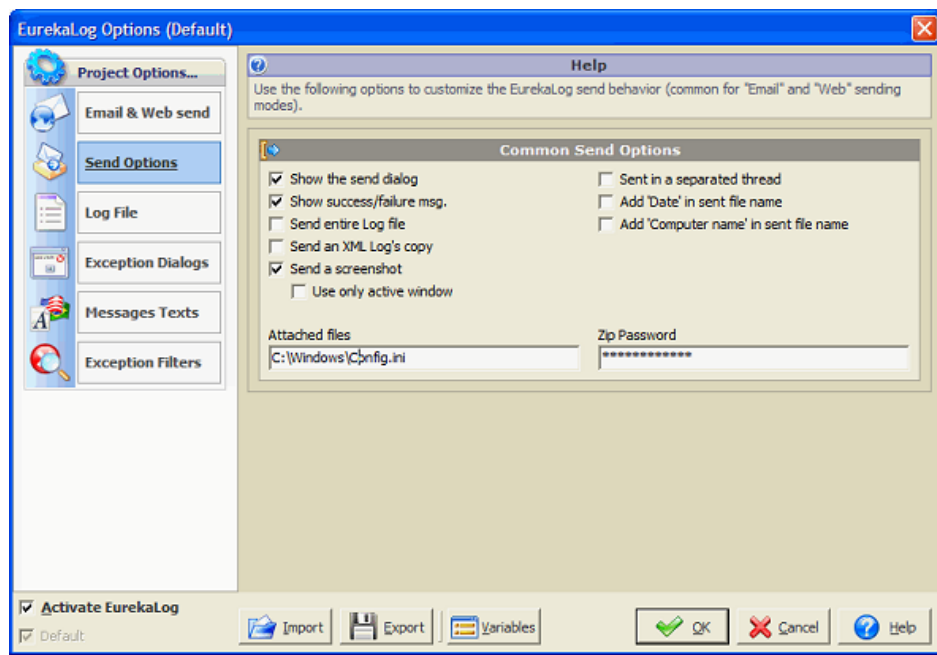 EurekaLog Options (Default)
Project Options...
Email & Web send
Send Options
Log File
Exception Dialogs
Messages Texts
Exception Filters
Help
Use the following options to customize the EurekaLog send behavior (common for "Email" and "Web" sending
modes).
Common Send Options
Show the send dialog
Show success/failure msg.
Send entire Log file
Send an XML Log's copy
Send a screenshot
Use only active window
Sent in a separated thread
Add 'Date' in sent file name
Add 'Computer name' in sent file name
Attached files
C:\Windows\Config.ini
Zip Password
************
Activate EurekaLog
Default
Import
Export
Variables
OK
Cancel
Help